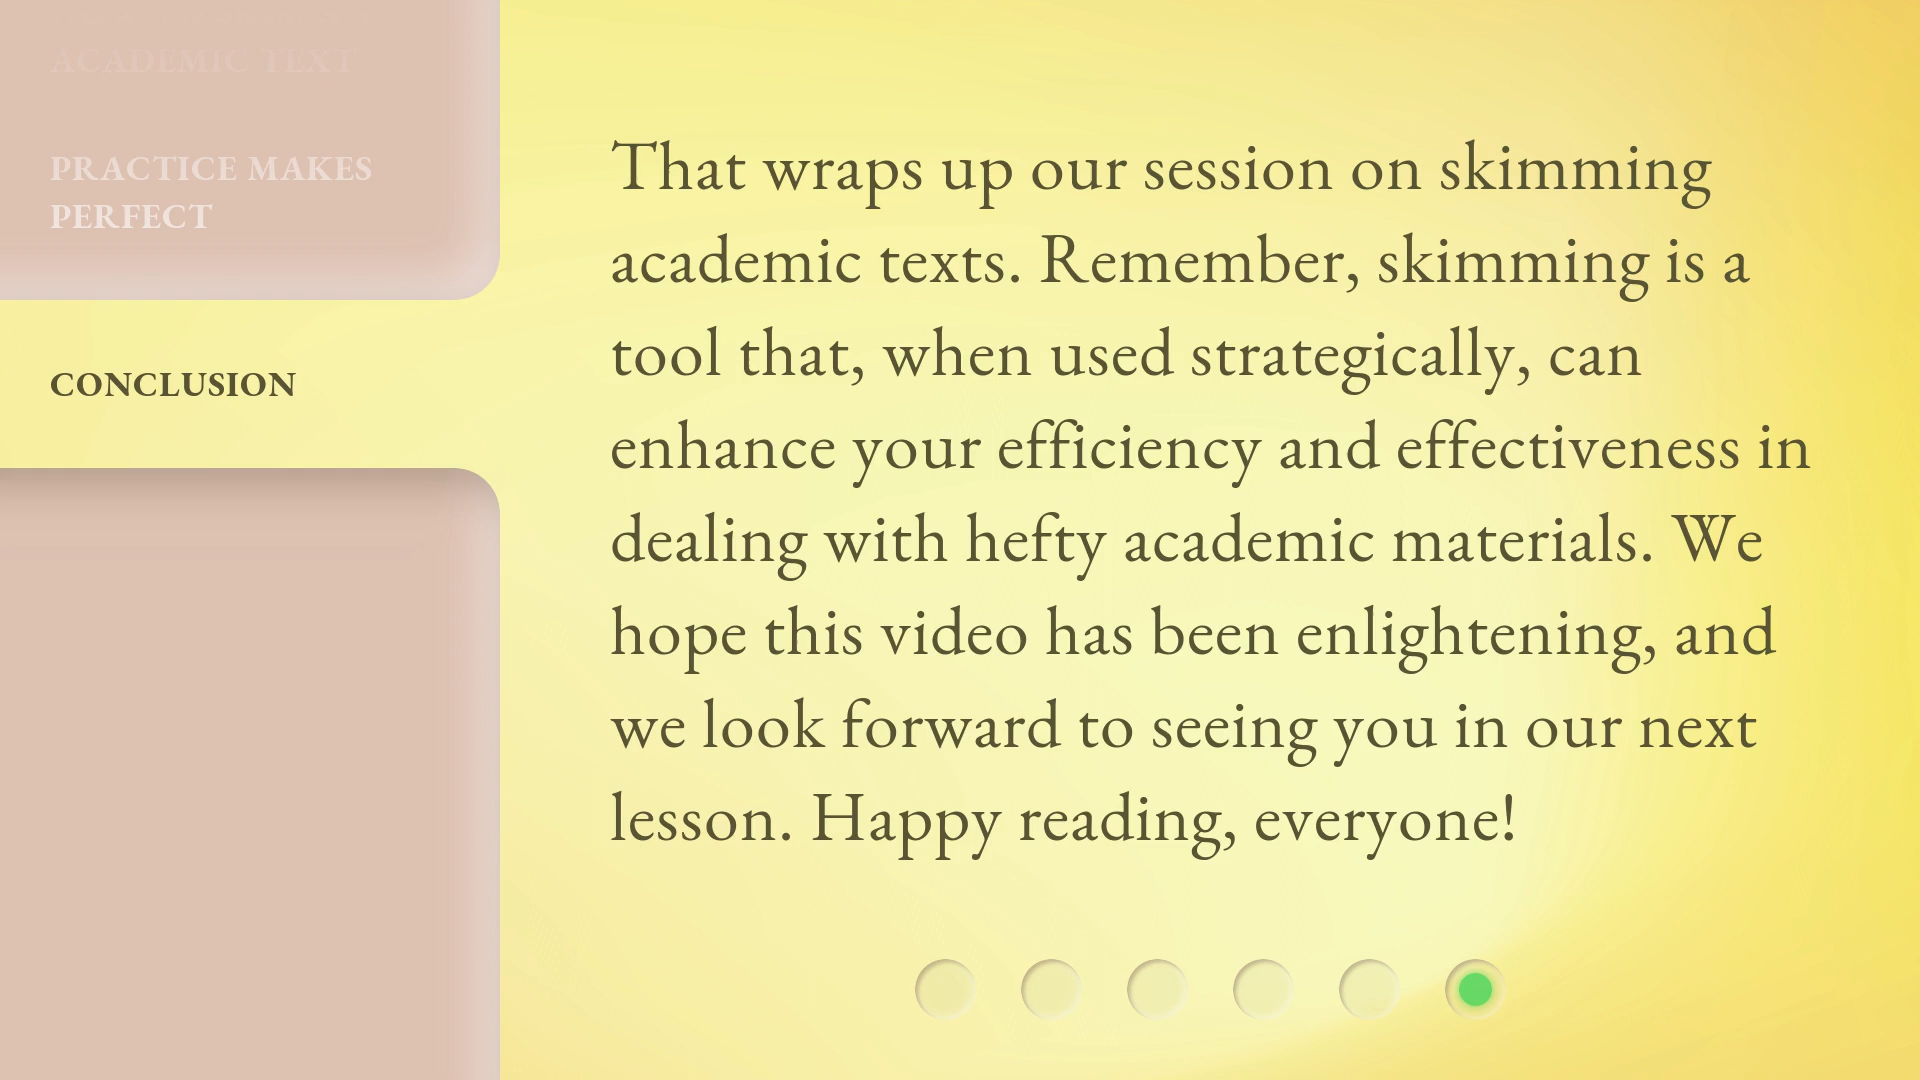 ACADEMIC TEXT
PRACTICE MAKES
PERFECT
CONCLUSION
That wraps up our session on skimming
academic texts. Remember, skimming is a
tool that, when used strategically, can
enhance your efficiency and effectiveness in
dealing with hefty academic materials. We
hope this video has been enlightening, and
we look forward to seeing you in our next
lesson. Happy reading, everyone!